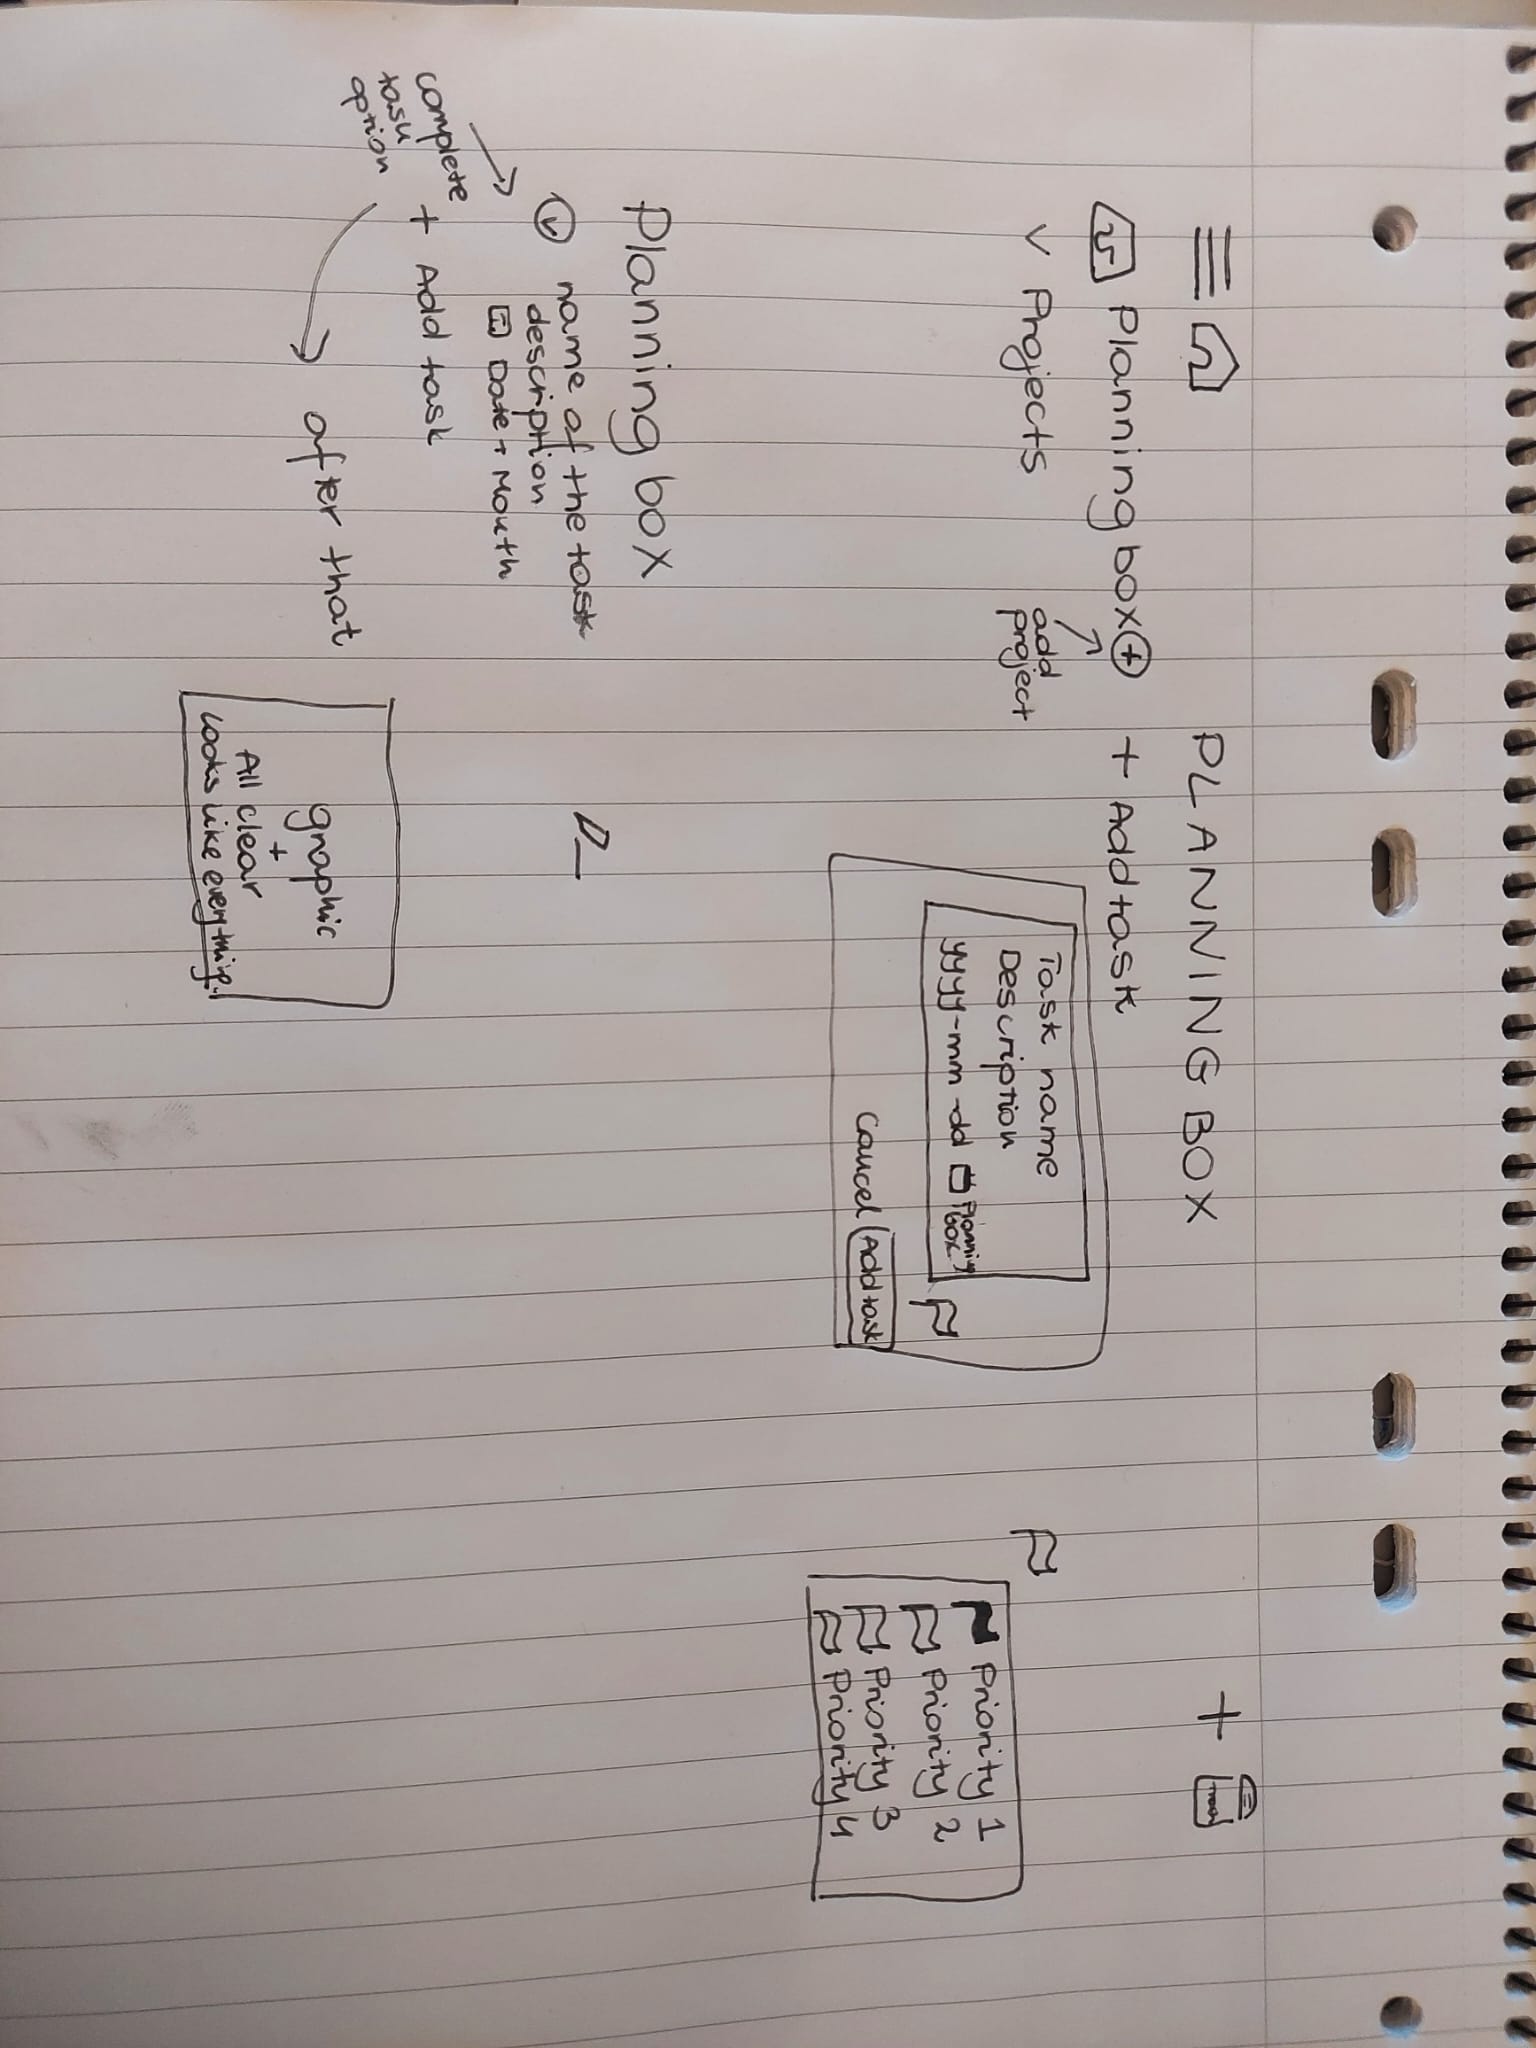 PLANNING BOX +
Trash
Planning box +
+ Add task
v Projects
add
project
Task name
Description
yyyy-mm-dd
Planning
box
Cancel
Add task
Priority 1
Priority 2
Priority 3
Priority 4
Planning box
name of the task
description
Date + Month
complete
task
option
+ Add task
after that
graphic
+
All clear
Looks like everything